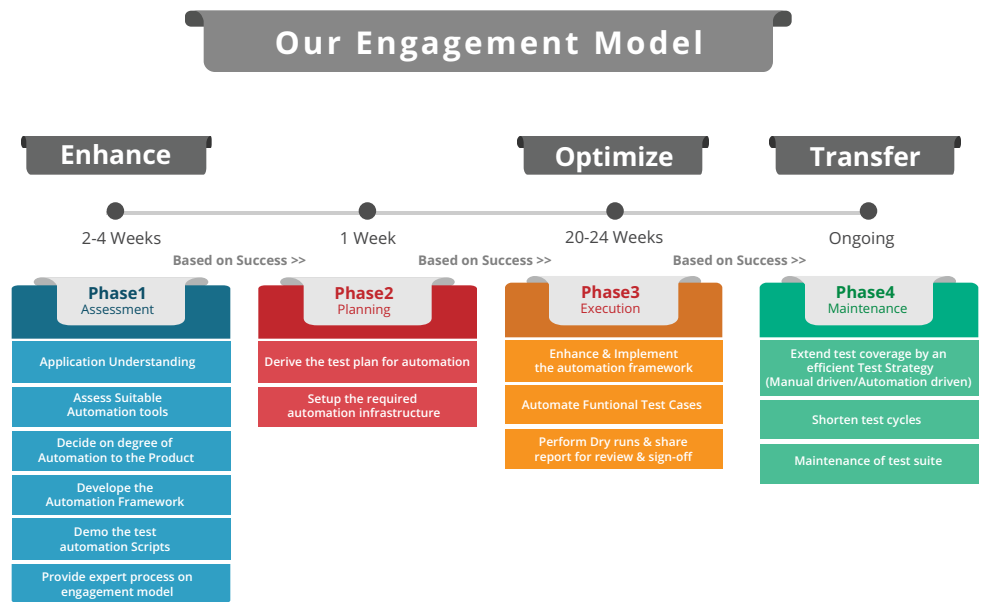 Our Engagement Model
Enhance
Optimize
Transfer
2-4 Weeks
1 Week
20-24 Weeks
Ongoing
Based on Success >>
Based on Success >>
Based on Success >>
Phase1
Assessment
Application Understanding
Assess Suitable
Automation tools
Decide on degree of
Automation to the Product
Develope the
Automation Framework
Demo the test
automation Scripts
Provide expert process on
engagement model
Phase2
Planning
Derive the test plan for automation
Setup the required
automation infrastructure
Phase3
Execution
Enhance & Implement
the automation framework
Automate Funtional Test Cases
Perform Dry runs & share
report for review & sign-off
Phase4
Maintenance
Extend test coverage by an
efficient Test Strategy
(Manual driven/Automation driven)
Shorten test cycles
Maintenance of test suite